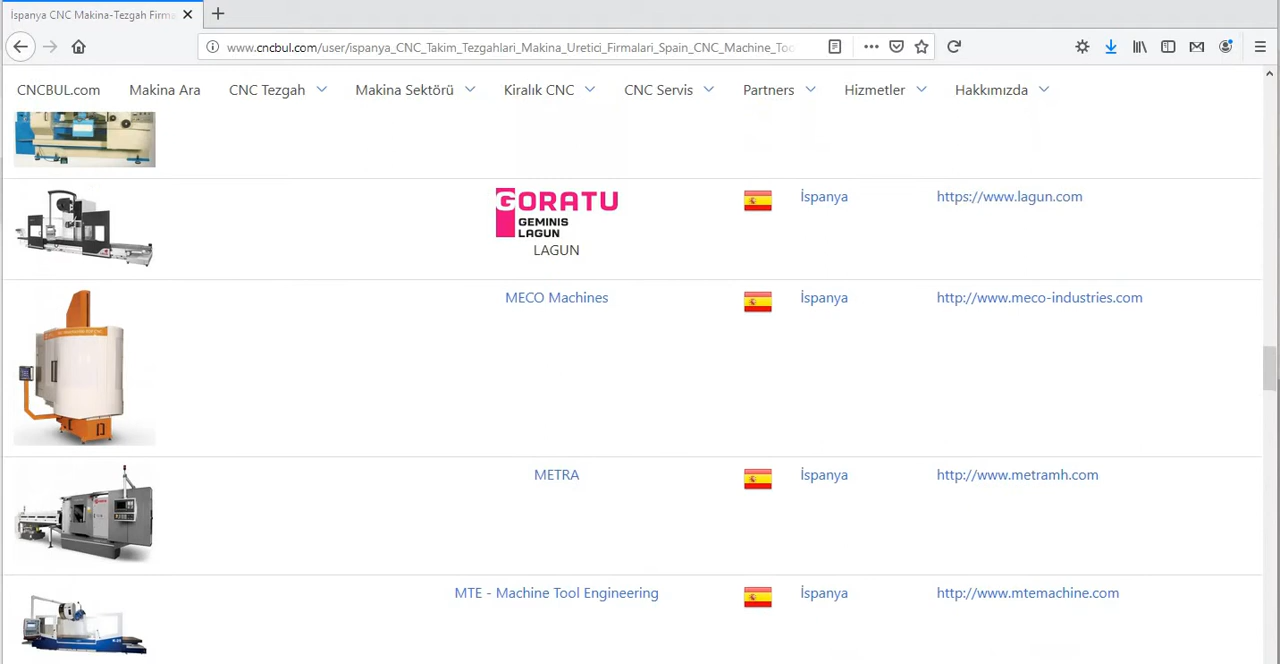 İspanya CNC Makina-Tezgah Firma
www.cncbul.com/user/ispanya_CNC_Takim_Tezgahlari_Makina_Uretici_Firmalari_Spain_CNC_Machine_Too
CNCBUL.com
Makina Ara
CNC Tezgah
Makina Sektörü
Kiralık CNC
CNC Servis
Partners
Hizmetler
Hakkımızda
GORATU
GEMINIS
LAGUN
LAGUN
İspanya
https://www.lagun.com
MECO Machines
İspanya
http://www.meco-industries.com
METRA
İspanya
http://www.metramh.com
MTE - Machine Tool Engineering
İspanya
http://www.mtemachine.com